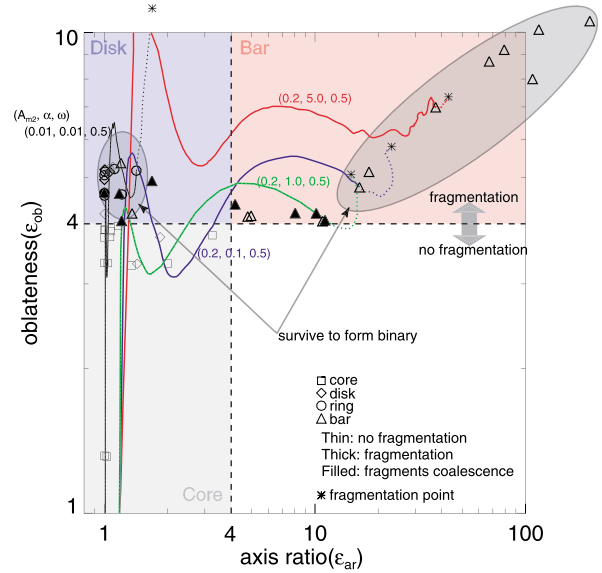 10
Disk
Bar
(0.2, 5.0, 0.5)
(Am2, α, ω)
(0.01, 0.01, 0.5)
(0.2, 1.0, 0.5)
fragmentation
4
no fragmentation
(0.2, 0.1, 0.5)
oblateness(εob)
survive to form binary
core
disk
ring
bar
Thin: no fragmentation
Thick: fragmentation
Filled: fragments coalescence
Core
fragmentation point
1
1
4
10
100
axis ratio(εar)